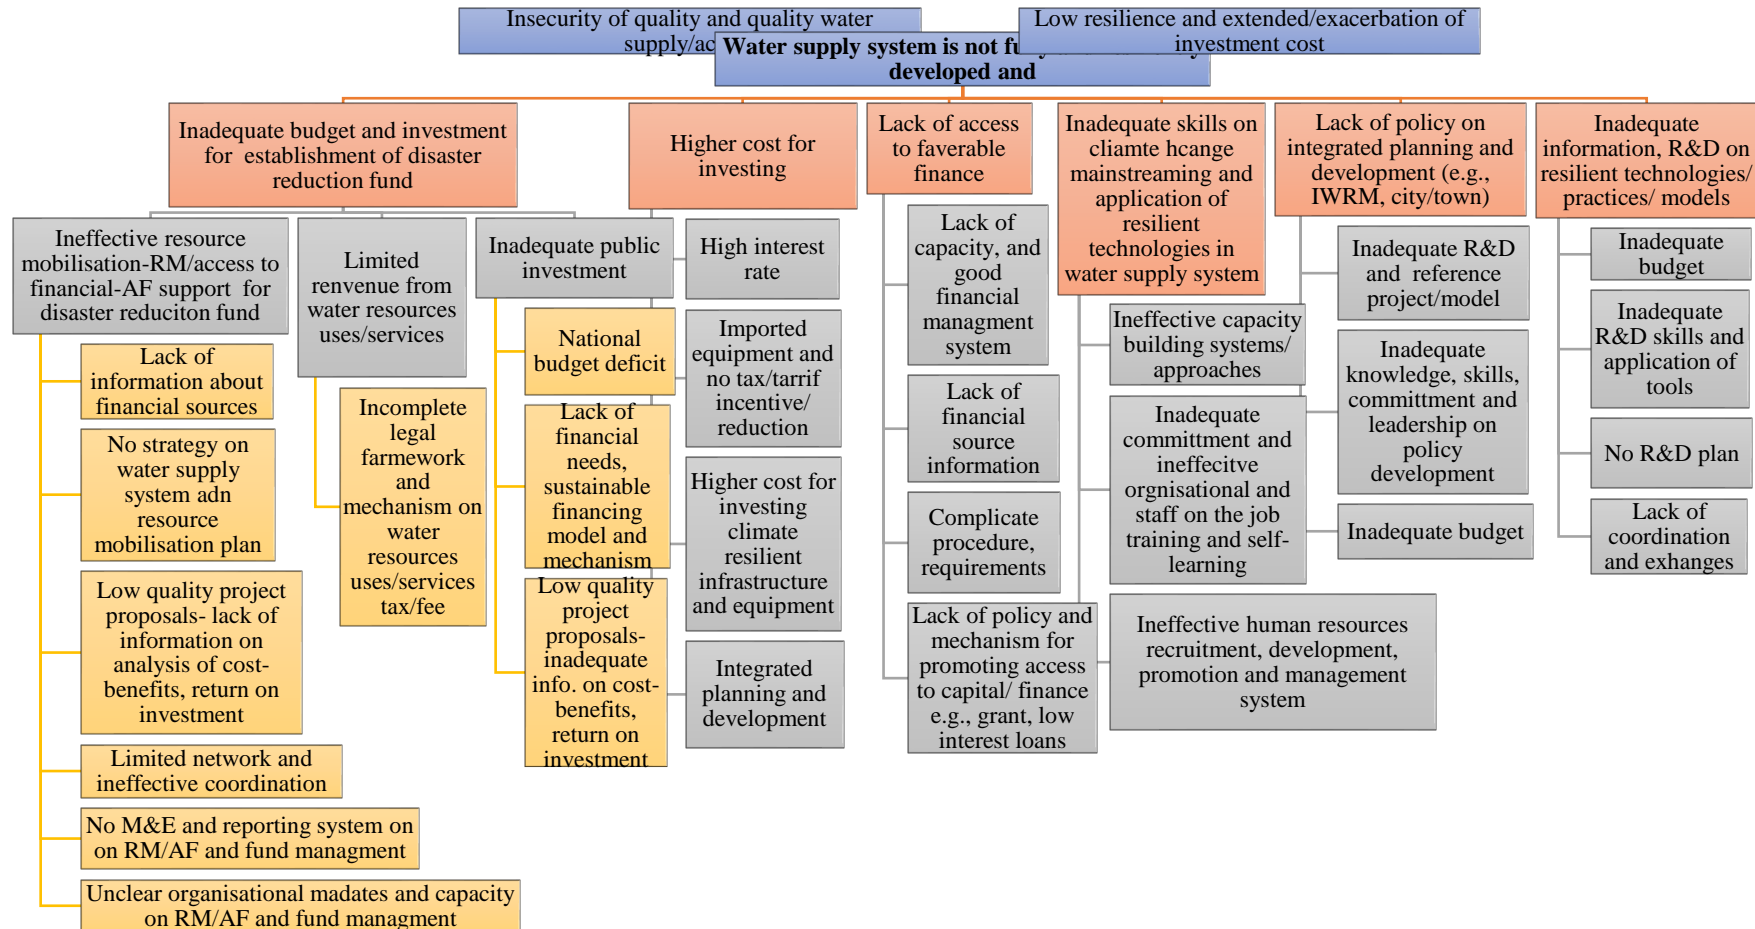 Insecurity of quality and quality water
supply/ac
Low resilience and extended/exacerbation of
investment cost
Water supply system is not fu
developed and
Inadequate budget and investment
for establishment of disaster
reduction fund
Higher cost for
investing
Lack of access
to faverable
finance
Inadequate skills on
cliamte hcange
mainstreaming and
application of
resilient
technologies in
water supply system
Lack of policy on
integrated planning and
development (e.g.,
IWRM, city/town)
Inadequate
information, R&D on
resilient technologies/
practices/ models
Ineffective resource
mobilisation-RM/access to
financial-AF support for
disaster reduciton fund
Limited
renvenue from
water resources
uses/services
Inadequate public
investment
Lack of
information about
financial sources
No strategy on
water supply
system adn
resource
mobilisation plan
Low quality project
proposals- lack of
information on
analysis of cost-
benefits, return on
investment
Limited network and
ineffective coordination
No M&E and reporting system on
on RM/AF and fund managment
Unclear organisational madates and capacity
on RM/AF and fund managment
Incomplete
legal
farmework
and
mechanism on
water
resources
uses/services
tax/fee
National
budget deficit
Lack of
financial
needs,
sustainable
financing
model and
mechanism
Low quality
project
proposals-
inadequate
info. on cost-
benefits,
return on
investment
High interest
rate
Imported
equipment and
no tax/tarrif
incentive/
reduction
Higher cost for
investing
climate
resilient
infrastructure
and equipment
Integrated
planning and
development
Lack of
capacity, and
good
financial
managment
system
Lack of
financial
source
information
Complicate
procedure,
requirements
Lack of policy and
mechanism for
promoting access
to capital/ finance
e.g., grant, low
interest loans
Ineffective capacity
building systems/
approaches
Inadequate
committment and
ineffecitve
orgnisational and
staff on the job
training and self-
learning
Ineffective human resources
recruitment, development,
promotion and management
system
Inadequate R&D
and reference
project/model
Inadequate
knowledge, skills,
committment and
leadership on
policy
development
Inadequate budget
Inadequate
budget
Inadequate
R&D skills and
application of
tools
No R&D plan
Lack of
coordination
and exhanges